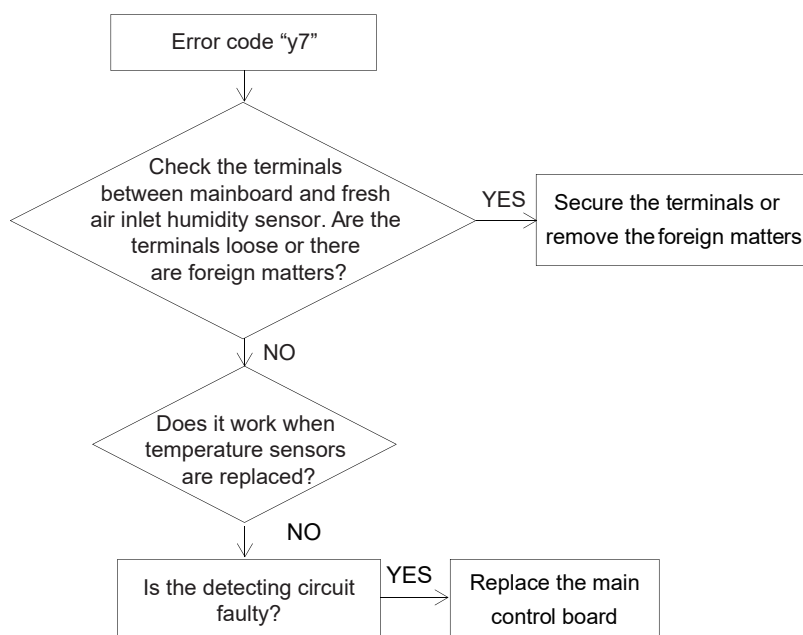 Error code “y7”
Check the terminals
between mainboard and fresh
air inlet humidity sensor. Are the
terminals loose or there
are foreign matters?
YES
Secure the terminals or
remove the foreign matters
NO
Does it work when
temperature sensors
are replaced?
NO
Is the detecting circuit
faulty?
YES
Replace the main
control board